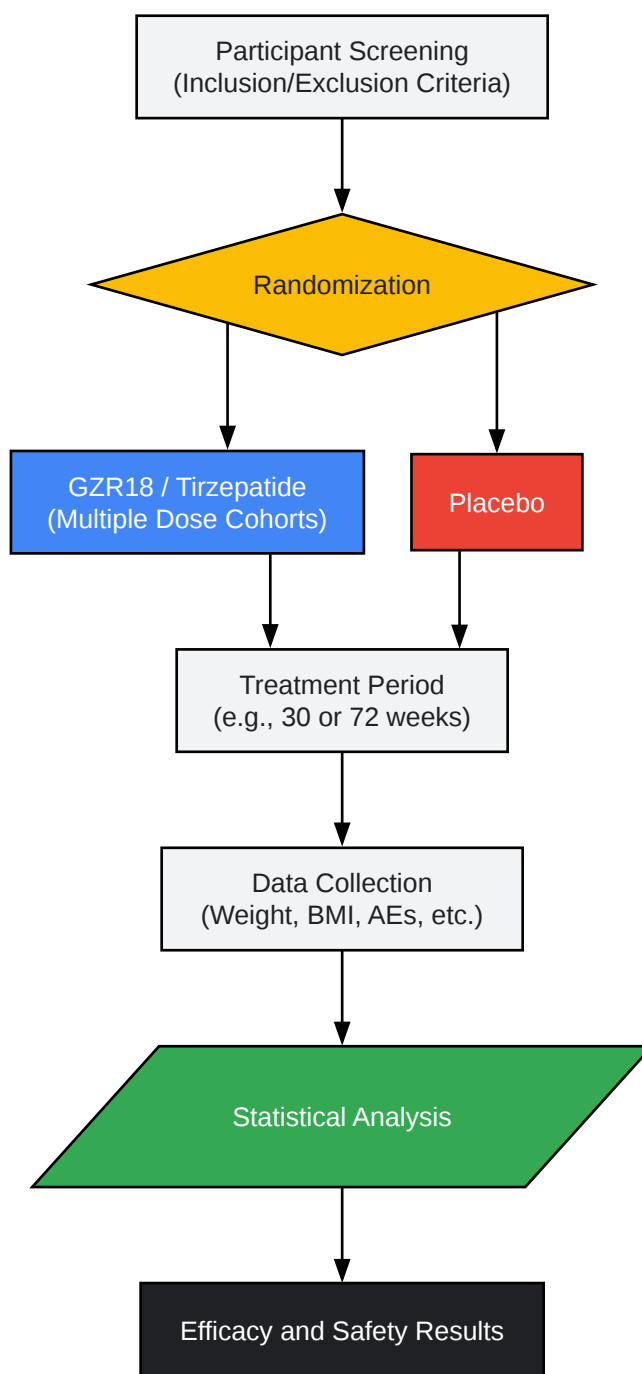 Participant Screening
(Inclusion/Exclusion Criteria)
Randomization
GZR18 / Tirzepatide
(Multiple Dose Cohorts)
Placebo
Treatment Period
(e.g., 30 or 72 weeks)
Data Collection
(Weight, BMI, AEs, etc.)
Statistical Analysis
Efficacy and Safety Results